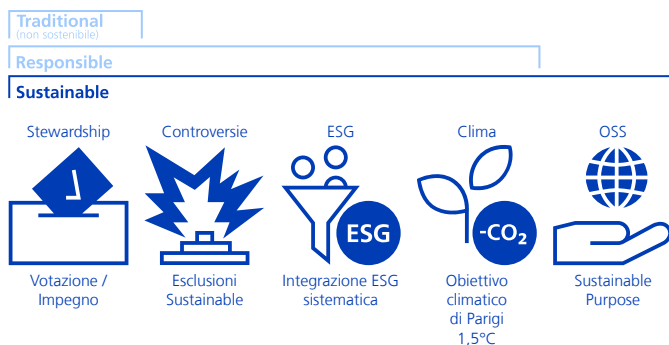 Traditional
(non sostenibile)
Responsible
Sustainable
Stewardship
Controversie
ESG
Clima
OSS
ESG
-CO₂
Votazione /
Impegno
Esclusioni
Sustainable
Integrazione ESG
sistematica
Obiettivo
climatico
di Parigi
1,5°C
Sustainable
Purpose